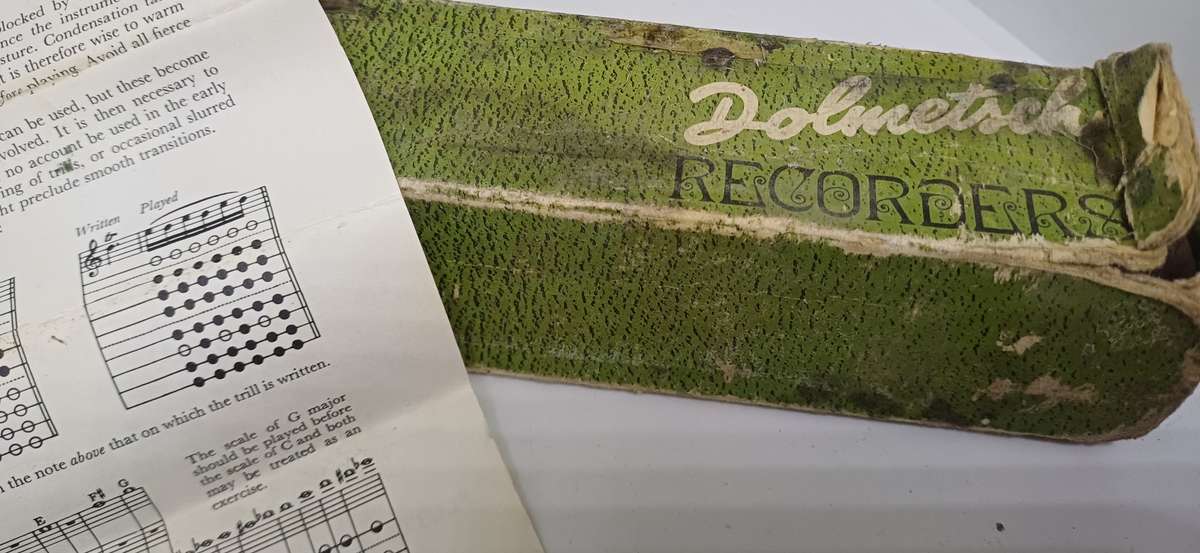 locked by
the instrum
sture. Condensation
t is therefore wise to warm
fore playing. Avoid all fierce
can be used, but these become
volved. It is then necessary to
no account be used in the early
ing of trills, or occasional slurred
ht preclude smooth transitions.
Written Played
tr
the note above that on which the trill is written.
The scale of G major
should be played before
the scale of C and both
may be treated as an
exercise.
E F# G
Dolmetsch
RECORDERS